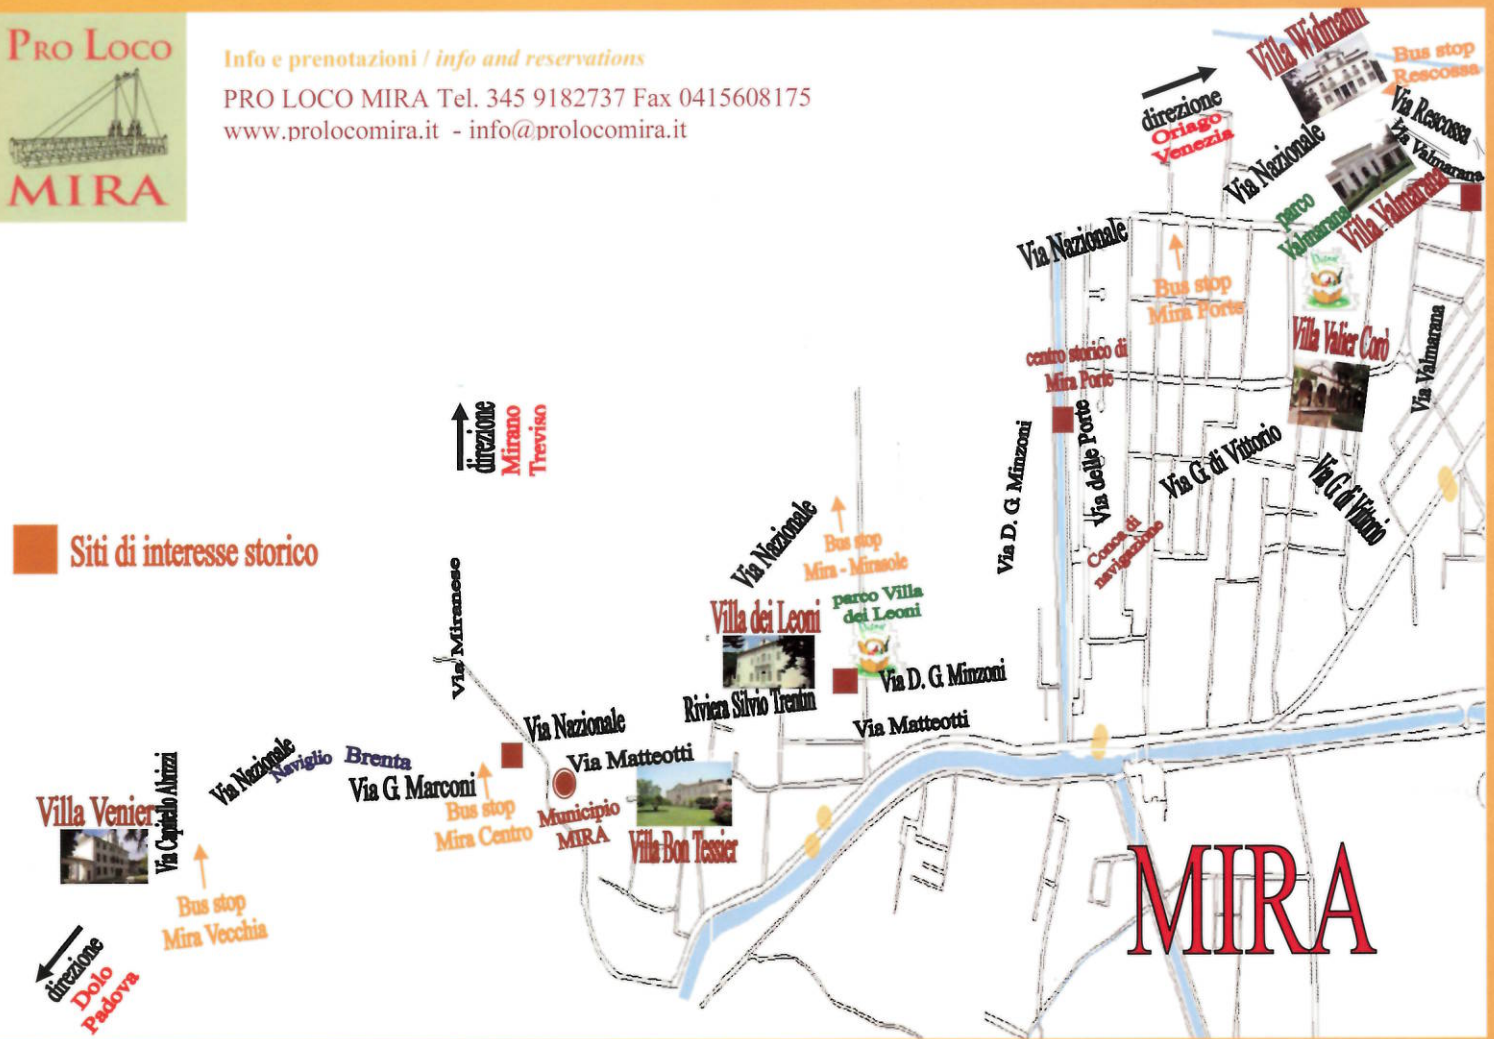 PRO LOCO
MIRA
Info e prenotazioni / info and reservations
PRO LOCO MIRA Tel. 345 9182737 Fax 0415608175
www.prolocomira.it - info@prolocomira.it
Villa Widmann
Bus stop
Rescossa
direzione
Oriago
Venezia
Via Rescossa
Via Valmarana
Via Nazionale
parco
Valmarana
Villa Valmarana
Via Nazionale
Bus stop
Mira Porte
Villa Valier Corò
centro storico di
Mira Porte
Via Valmarana
direzione
Mirano
Treviso
Via D. G. Minzoni
Via delle Porte
Via G. di Vittorio
Via G. di Vittorio
Conca di
navigazione
Siti di interesse storico
Via Nazionale
Bus stop
Mira - Mirasole
parco Villa
dei Leoni
Villa dei Leoni
Via Miranese
Riviera Silvio Trentin
Via D. G. Minzoni
Via Matteotti
Via Nazionale
Via Matteotti
Via Nazionale
Naviglio Brenta
Via G. Marconi
Bus stop
Mira Centro
Municipio
MIRA
Villa Bon Tessier
Villa Venier
Via Capitello Abrizzi
Bus stop
Mira Vecchia
direzione
Dolo
Padova
MIRA